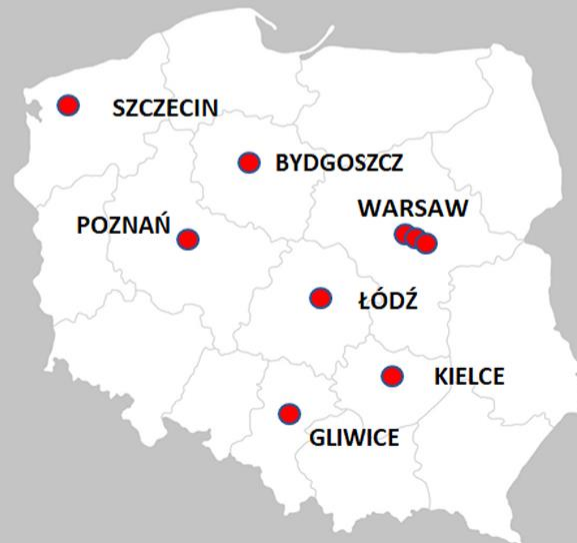 SZCZECIN
BYDGOSZCZ
WARSAW
POZNAŃ
ŁÓDŹ
KIELCE
GLIWICE